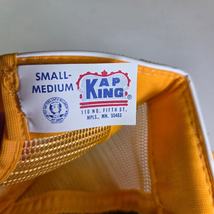 SMALL-
MEDIUM
KAP
KING
110 NO. FIFTH ST.
MPLS., MN. 55403